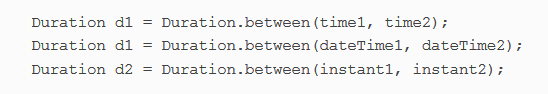 Duration d1 = Duration.between(time1, time2);
Duration d1 = Duration.between(dateTime1, dateTime2);
Duration d2 = Duration.between(instant1, instant2);